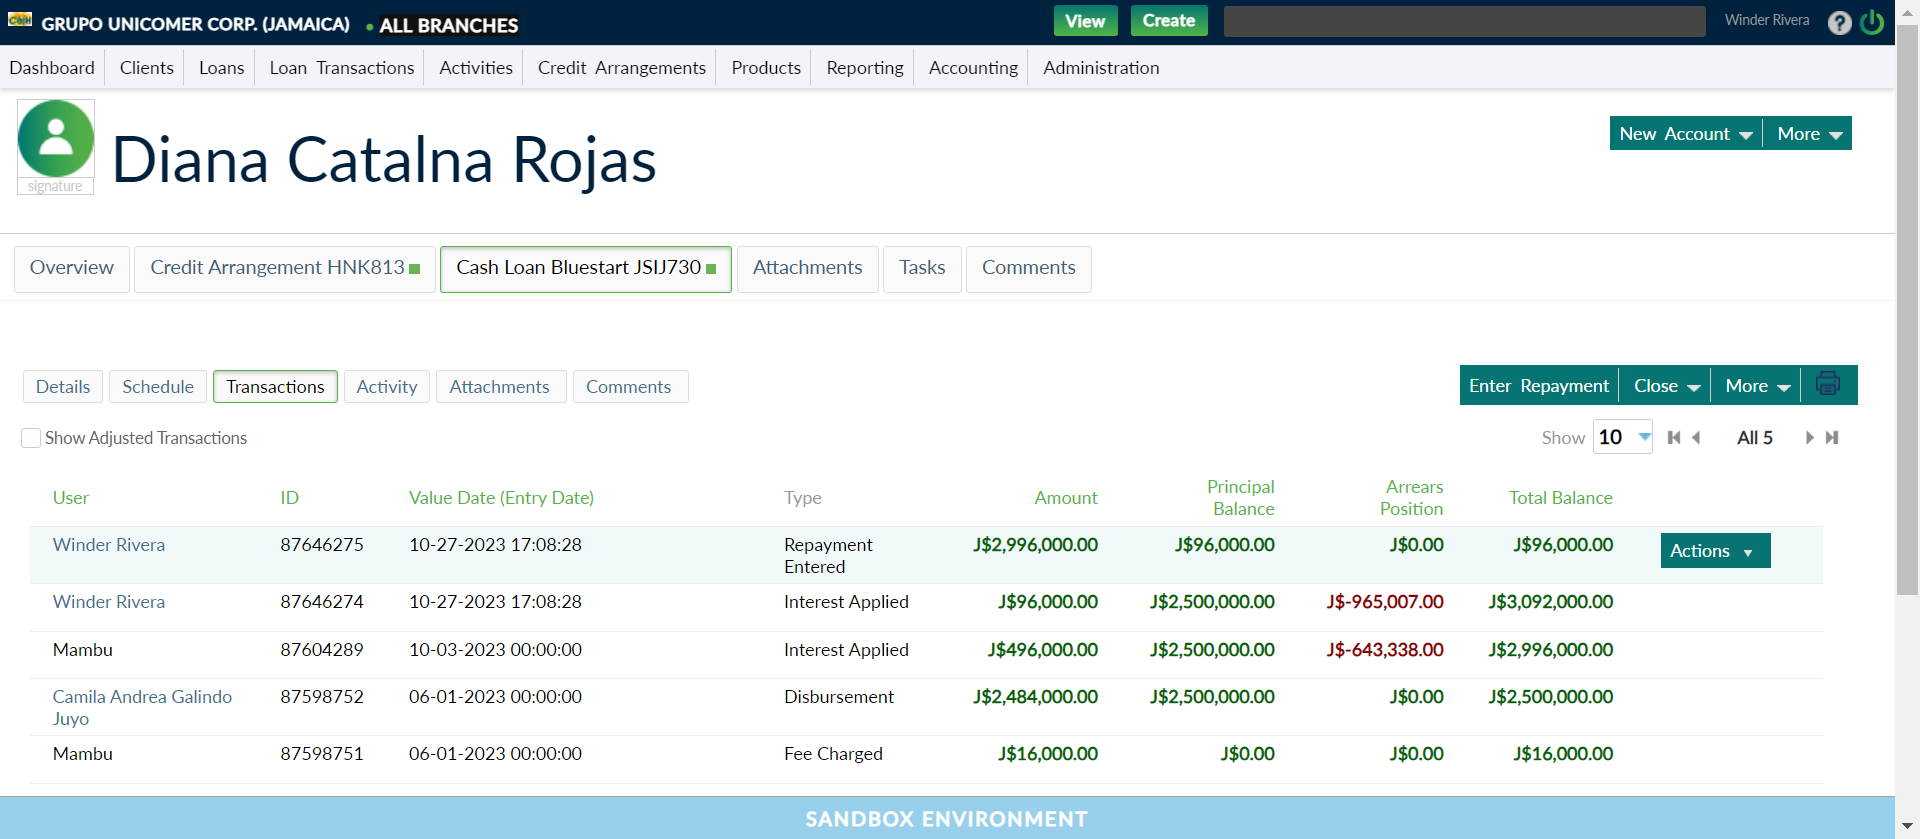 Cash GRUPO UNICOMER CORP. (JAMAICA) ALL BRANCHES View Create Winder Rivera ?
Dashboard Clients Loans Loan Transactions Activities Credit Arrangements Products Reporting Accounting Administration
Diana Catalna Rojas
New Account More
signature
Overview Credit Arrangement HNK813 Cash Loan Bluestart JSIJ730 Attachments Tasks Comments
Details Schedule Transactions Activity Attachments Comments Enter Repayment Close More
Show Adjusted Transactions Show 10 All 5
User ID Value Date (Entry Date) Type Amount Principal Balance Arrears Position Total Balance
Winder Rivera 87646275 10-27-2023 17:08:28 Repayment Entered J$2,996,000.00 J$96,000.00 J$0.00 J$96,000.00 Actions
Winder Rivera 87646274 10-27-2023 17:08:28 Interest Applied J$96,000.00 J$2,500,000.00 J$-965,007.00 J$3,092,000.00
Mambu 87604289 10-03-2023 00:00:00 Interest Applied J$496,000.00 J$2,500,000.00 J$-643,338.00 J$2,996,000.00
Camila Andrea Galindo Juyo 87598752 06-01-2023 00:00:00 Disbursement J$2,484,000.00 J$2,500,000.00 J$0.00 J$2,500,000.00
Mambu 87598751 06-01-2023 00:00:00 Fee Charged J$16,000.00 J$0.00 J$0.00 J$16,000.00
SANDBOX ENVIRONMENT